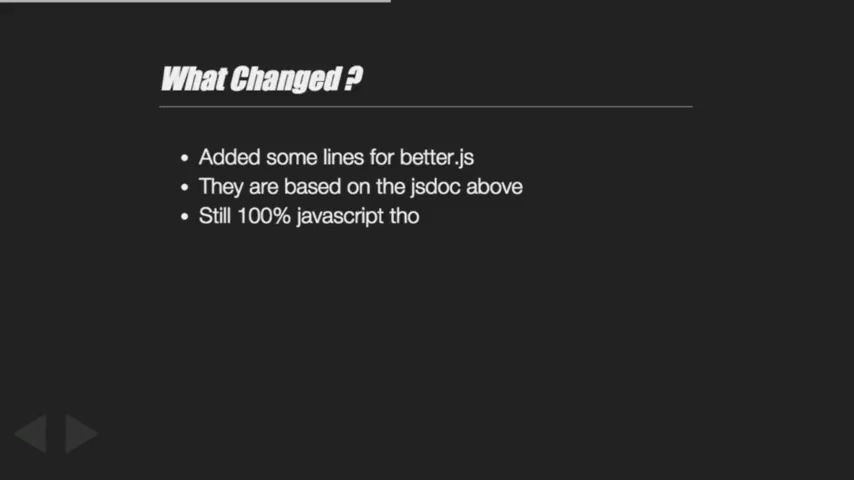 What Changed ?
Added some lines for better.js
They are based on the jsdoc above
Still 100% javascript tho